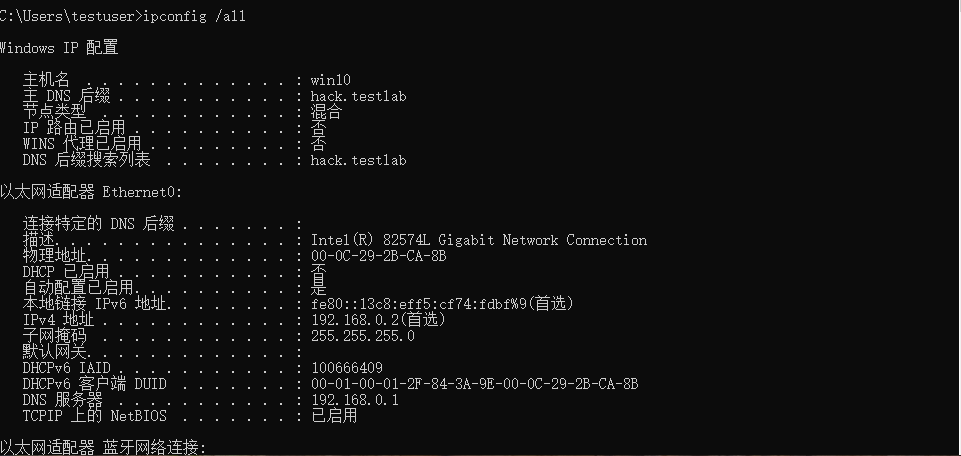 C:\Users\testuser>ipconfig /all
Windows IP 配置
主机名 . . . . . . . . . . . . . : win10
主 DNS 后缀 . . . . . . . . . . . : hack.testlab
节点类型 . . . . . . . . . . . . : 混合
IP 路由已启用 . . . . . . . . . . : 否
WINS 代理已启用 . . . . . . . . . : 否
DNS 后缀搜索列表 . . . . . . . . : hack.testlab
以太网适配器 Ethernet0:
连接特定的 DNS 后缀 . . . . . . . :
描述. . . . . . . . . . . . . . . : Intel(R) 82574L Gigabit Network Connection
物理地址. . . . . . . . . . . . . : 00-0C-29-2B-CA-8B
DHCP 已启用 . . . . . . . . . . . : 否
自动配置已启用. . . . . . . . . . : 是
本地链接 IPv6 地址. . . . . . . . : fe80::13c8:eff5:cf74:fdbf%9(首选)
IPv4 地址 . . . . . . . . . . . . : 192.168.0.2(首选)
子网掩码 . . . . . . . . . . . . : 255.255.255.0
默认网关. . . . . . . . . . . . . :
DHCPv6 IAID . . . . . . . . . . . : 100666409
DHCPv6 客户端 DUID . . . . . . . : 00-01-00-01-2F-84-3A-9E-00-0C-29-2B-CA-8B
DNS 服务器 . . . . . . . . . . . : 192.168.0.1
TCPIP 上的 NetBIOS . . . . . . . : 已启用
以太网适配器 蓝牙网络连接: